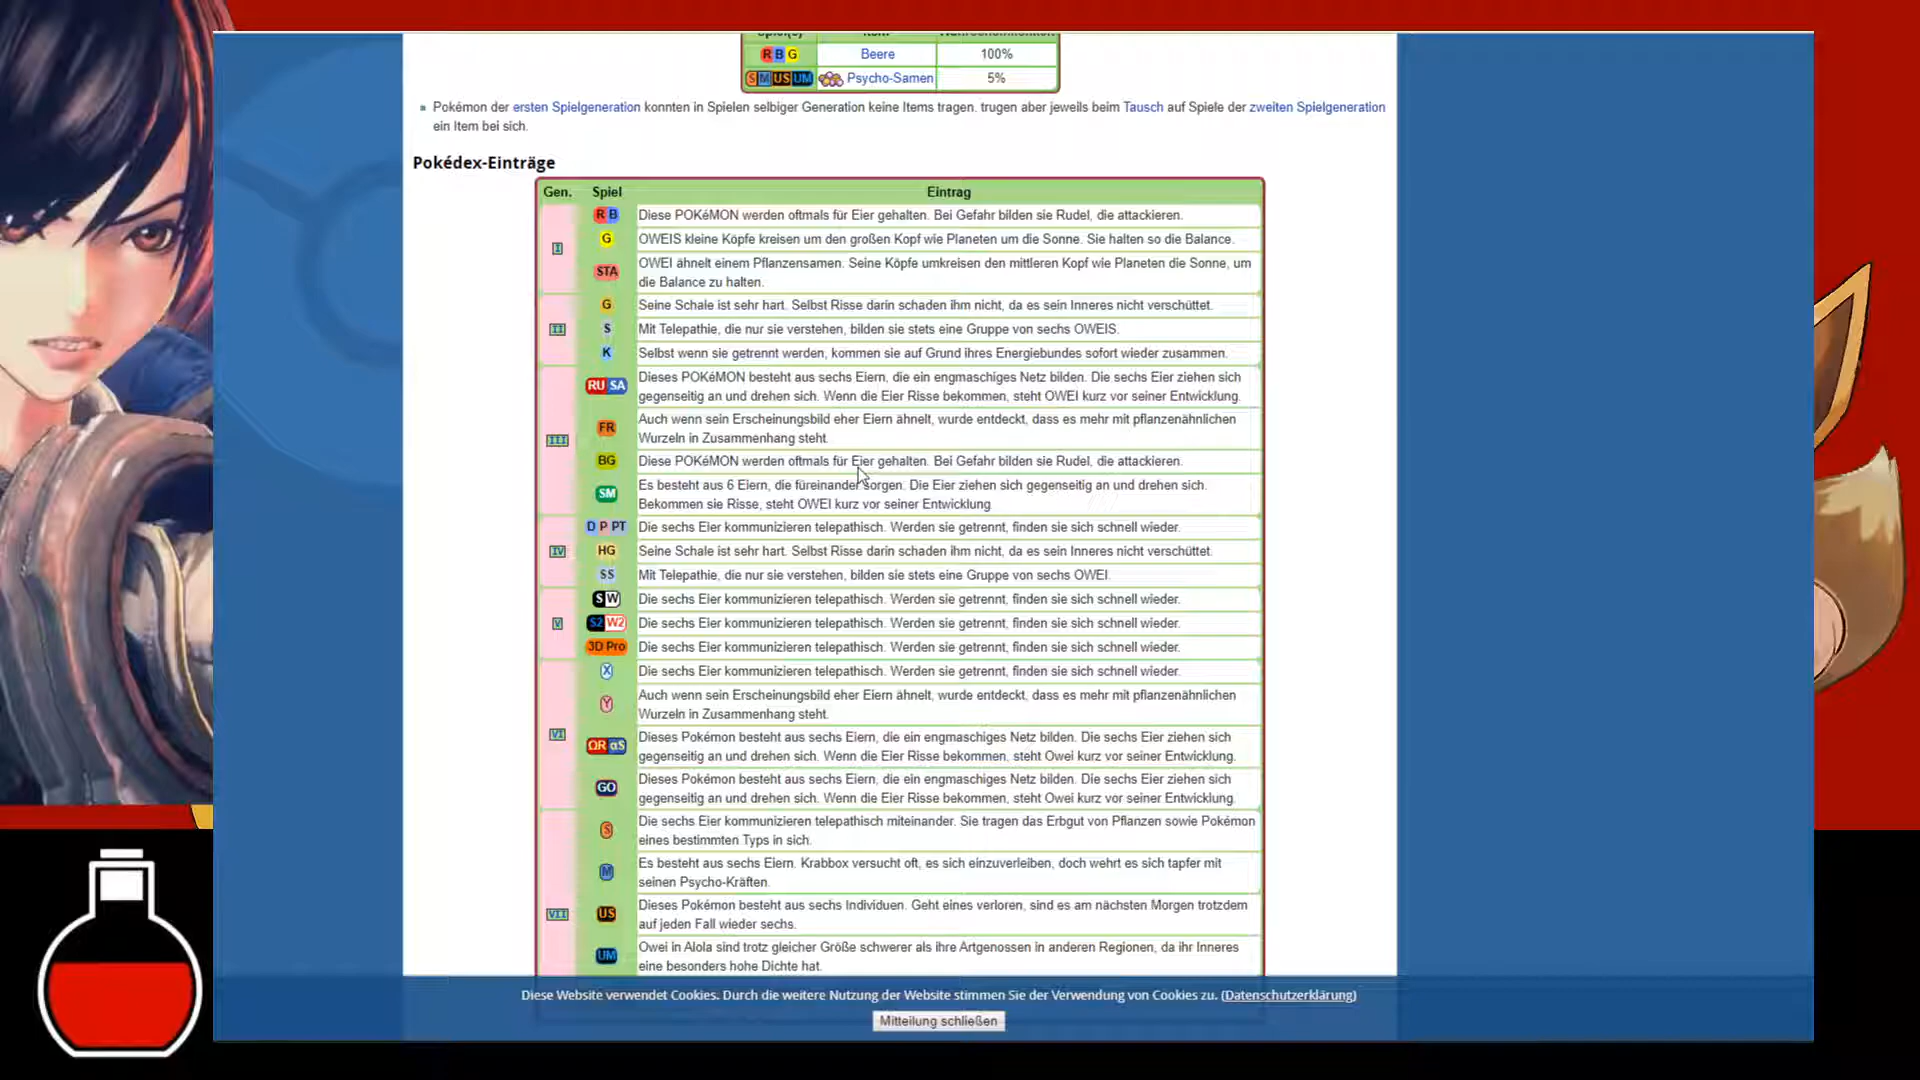 R B G Beere 100%
S M US UM Psycho-Samen 5%
Pokémon der ersten Spielgeneration konnten in Spielen selbiger Generation keine Items tragen. trugen aber jeweils beim Tausch auf Spiele der zweiten Spielgeneration
ein Item bei sich.
Pokédex-Einträge
Gen. Spiel Eintrag
I
R B Diese POKéMON werden oftmals für Eier gehalten. Bei Gefahr bilden sie Rudel, die attackieren.
G OWEIS kleine Köpfe kreisen um den großen Kopf wie Planeten um die Sonne. Sie halten so die Balance.
STA OWEI ähnelt einem Pflanzensamen. Seine Köpfe umkreisen den mittleren Kopf wie Planeten die Sonne, um
die Balance zu halten.
II
G Seine Schale ist sehr hart. Selbst Risse darin schaden ihm nicht, da es sein Inneres nicht verschüttet.
S Mit Telepathie, die nur sie verstehen, bilden sie stets eine Gruppe von sechs OWEIS.
K Selbst wenn sie getrennt werden, kommen sie auf Grund ihres Energiebundes sofort wieder zusammen.
III
RU SA Dieses POKéMON besteht aus sechs Eiern, die ein engmaschiges Netz bilden. Die sechs Eier ziehen sich
gegenseitig an und drehen sich. Wenn die Eier Risse bekommen, steht OWEI kurz vor seiner Entwicklung.
FR Auch wenn sein Erscheinungsbild eher Eiern ähnelt, wurde entdeckt, dass es mehr mit pflanzenähnlichen
Wurzeln in Zusammenhang steht.
BG Diese POKéMON werden oftmals für Eier gehalten. Bei Gefahr bilden sie Rudel, die attackieren.
SM Es besteht aus 6 Eiern, die füreinander sorgen. Die Eier ziehen sich gegenseitig an und drehen sich.
Bekommen sie Risse, steht OWEI kurz vor seiner Entwicklung
IV
D P PT Die sechs Eier kommunizieren telepathisch. Werden sie getrennt, finden sie sich schnell wieder.
HG Seine Schale ist sehr hart. Selbst Risse darin schaden ihm nicht, da es sein Inneres nicht verschüttet.
SS Mit Telepathie, die nur sie verstehen, bilden sie stets eine Gruppe von sechs OWEI.
V
S W Die sechs Eier kommunizieren telepathisch. Werden sie getrennt, finden sie sich schnell wieder.
S2 W2 Die sechs Eier kommunizieren telepathisch. Werden sie getrennt, finden sie sich schnell wieder.
3D Pro Die sechs Eier kommunizieren telepathisch. Werden sie getrennt, finden sie sich schnell wieder.
VI
X Die sechs Eier kommunizieren telepathisch. Werden sie getrennt, finden sie sich schnell wieder.
Y Auch wenn sein Erscheinungsbild eher Eiern ähnelt, wurde entdeckt, dass es mehr mit pflanzenähnlichen
Wurzeln in Zusammenhang steht.
ΩR αS Dieses Pokémon besteht aus sechs Eiern, die ein engmaschiges Netz bilden. Die sechs Eier ziehen sich
gegenseitig an und drehen sich. Wenn die Eier Risse bekommen, steht Owei kurz vor seiner Entwicklung.
GO Dieses Pokémon besteht aus sechs Eiern, die ein engmaschiges Netz bilden. Die sechs Eier ziehen sich
gegenseitig an und drehen sich. Wenn die Eier Risse bekommen, steht Owei kurz vor seiner Entwicklung.
VII
S Die sechs Eier kommunizieren telepathisch miteinander. Sie tragen das Erbgut von Pflanzen sowie Pokémon
eines bestimmten Typs in sich.
M Es besteht aus sechs Eiern. Krabbox versucht oft, es sich einzuverleiben, doch wehrt es sich tapfer mit
seinen Psycho-Kräften.
US Dieses Pokémon besteht aus sechs Individuen. Geht eines verloren, sind es am nächsten Morgen trotzdem
auf jeden Fall wieder sechs.
UM Owei in Alola sind trotz gleicher Größe schwerer als ihre Artgenossen in anderen Regionen, da ihr Inneres
eine besonders hohe Dichte hat.
Diese Website verwendet Cookies. Durch die weitere Nutzung der Website stimmen Sie der Verwendung von Cookies zu. (Datenschutzerklärung)
Mitteilung schließen